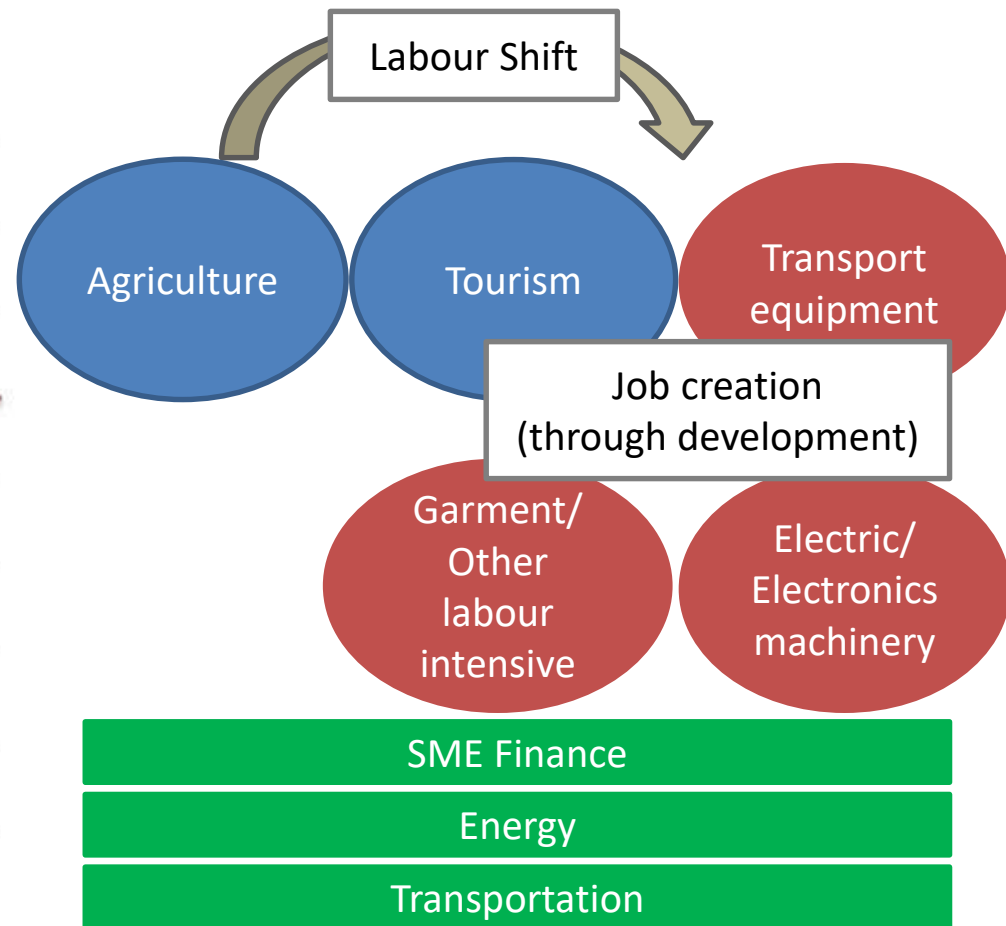 Labour Shift
Agriculture
Tourism
Transport
equipment
Job creation
(through development)
Garment/
Other
labour
intensive
Electric/
Electronics
machinery
SME Finance
Energy
Transportation